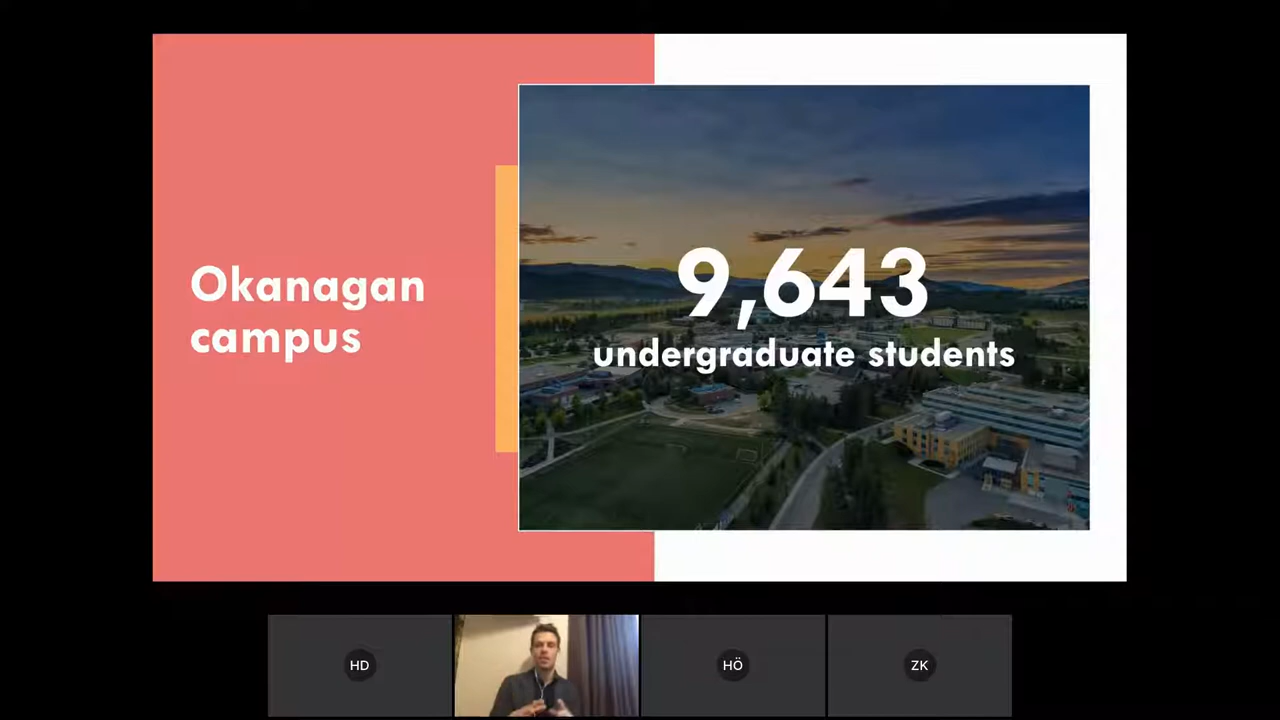 Okanagan
campus
9,643
undergraduate students
HD
HÖ
ZK